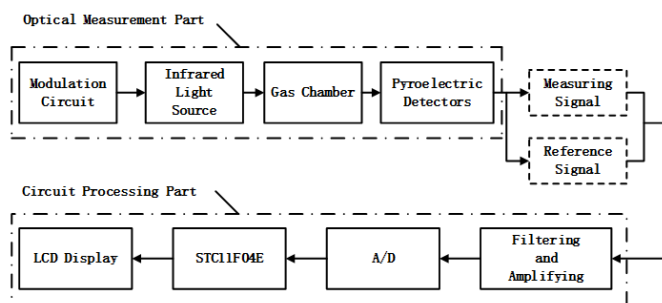 Optical Measurement Part
Modulation
Circuit
Infrared
Light
Source
Gas Chamber
Pyroelectric
Detectors
Measuring
Signal
Reference
Signal
Circuit Processing Part
LCD Display
STC11F04E
A/D
Filtering
and
Amplifying